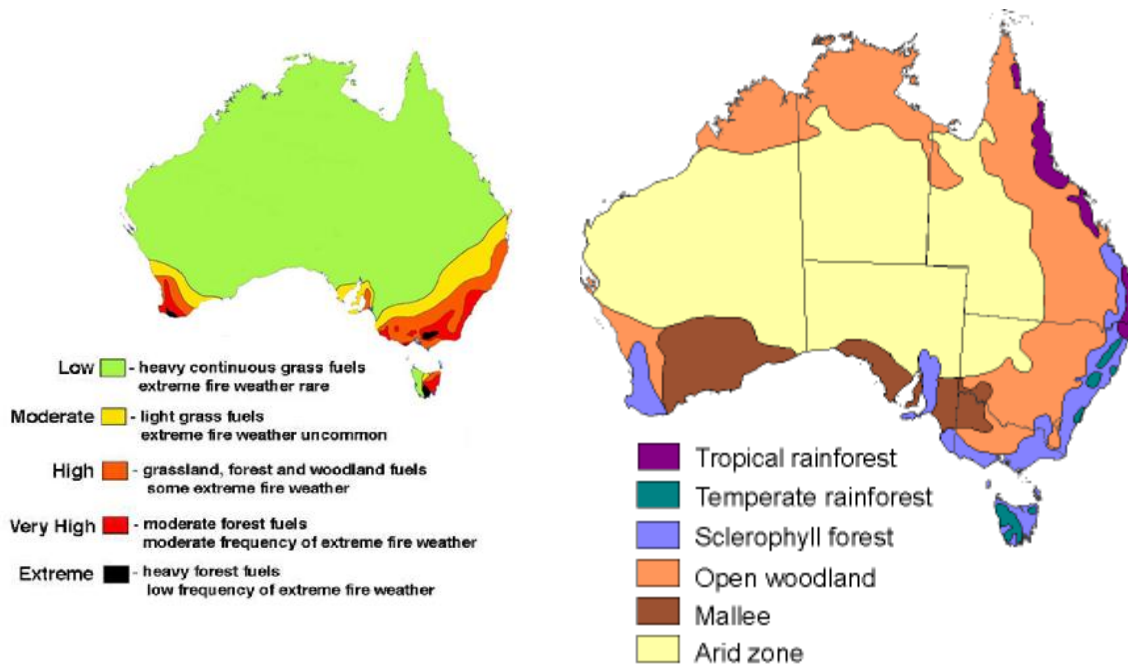 Low - heavy continuous grass fuels
extreme fire weather rare
Moderate - light grass fuels
extreme fire weather uncommon
High - grassland, forest and woodland fuels
some extreme fire weather
Very High - moderate forest fuels
moderate frequency of extreme fire weather
Extreme - heavy forest fuels
low frequency of extreme fire weather
Tropical rainforest
Temperate rainforest
Sclerophyll forest
Open woodland
Mallee
Arid zone